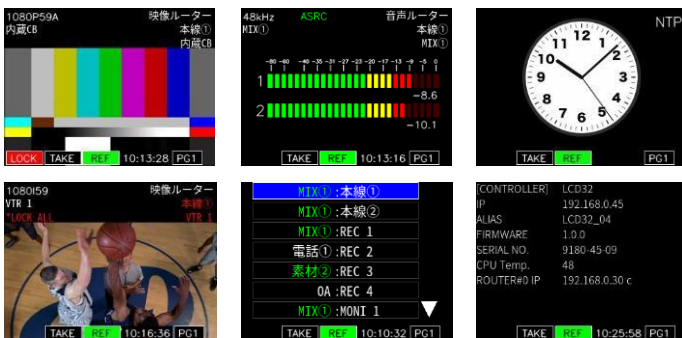 1080P59A 映像ルーター
内蔵CB 本線①
内蔵CB
LOCK TAKE REF 10:13:28 PG1
48kHz ASRC 音声ルーター
MIX① 本線①
MIX①
-80 -60 -40 -35 -31 -27 -23 -20 -17 -13 -9 -5 0
1
-8.6
2
-10.1
TAKE REF 10:13:16 PG1
NTP
12 1 2 3 4 5 6 7 8 9 10 11
TAKE REF PG1
1080I59 映像ルーター
VTR 1 本線①
*LOCK ALL VTR 1
TAKE REF 10:16:36 PG1
MIX① :本線①
MIX① :本線②
MIX① :REC 1
電話① :REC 2
素材② :REC 3
OA :REC 4
MIX① :MONI 1
TAKE REF 10:10:32 PG1
[CONTROLLER] LCD32
IP 192.168.0.45
ALIAS LCD32_04
FIRMWARE 1.0.0
SERIAL NO. 9180-45-09
CPU Temp. 48
ROUTER#0 IP 192.168.0.30 c
TAKE REF 10:25:58 PG1